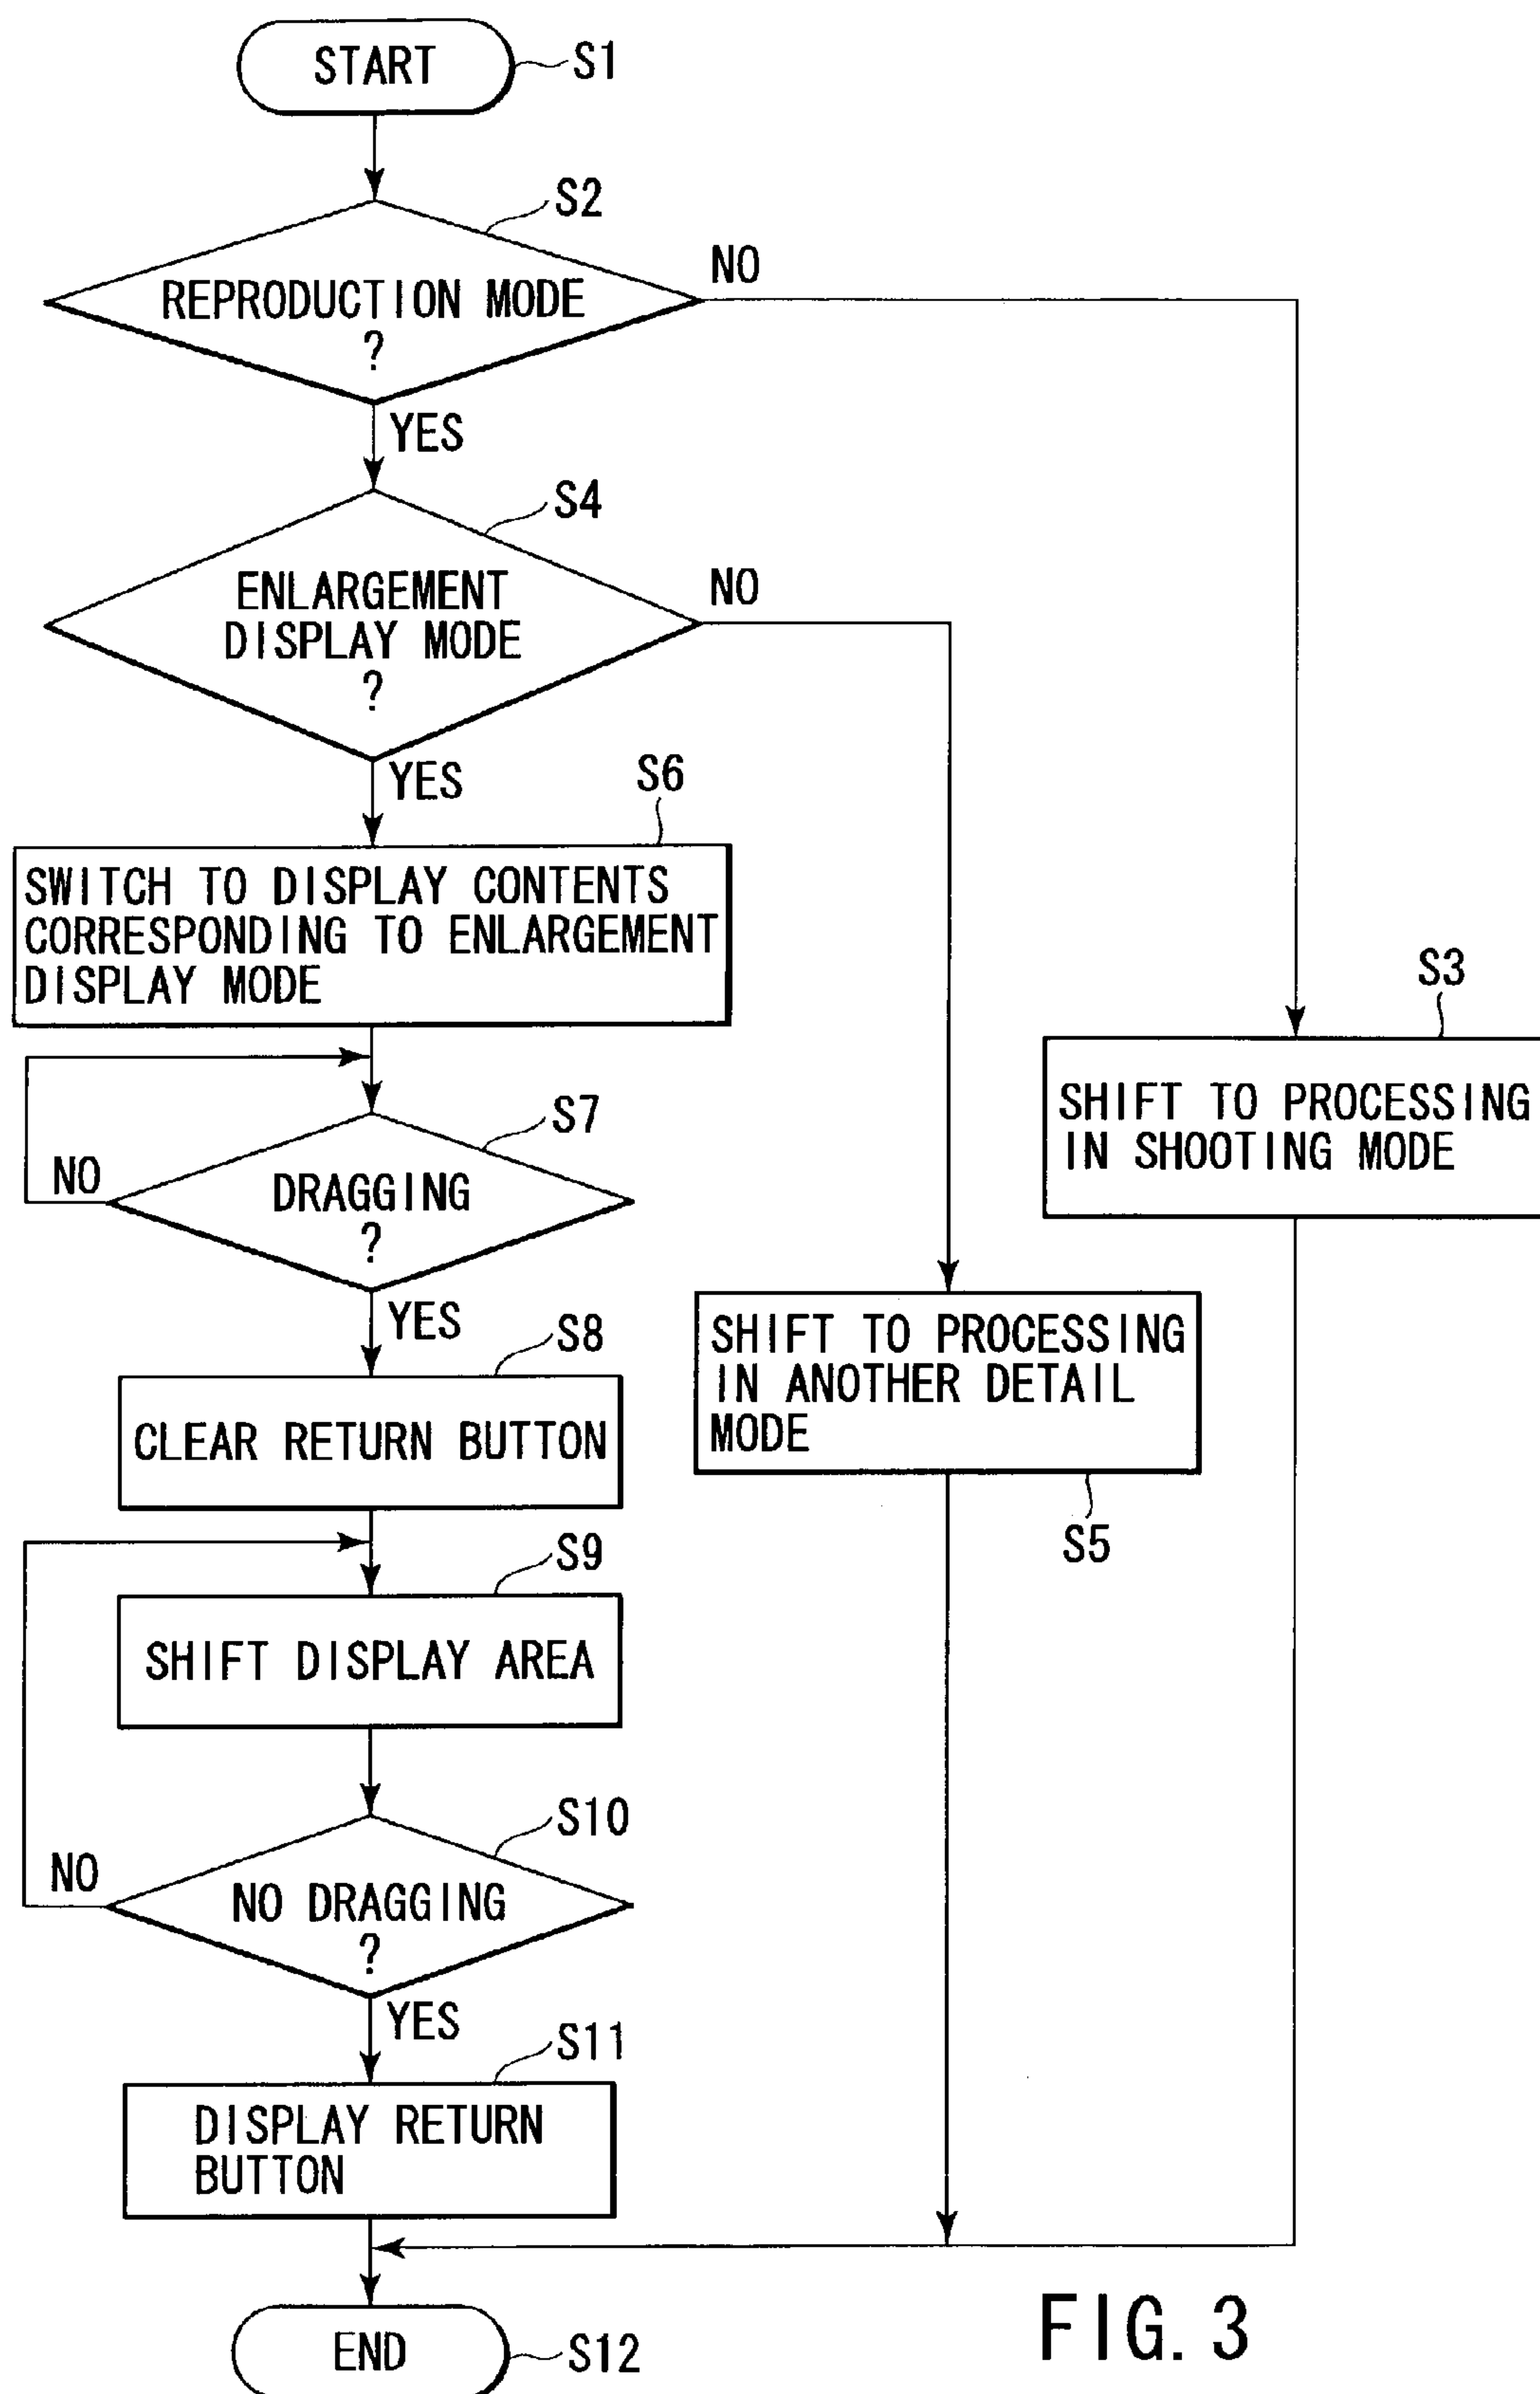 START
S1
S2
REPRODUCTION MODE
?
NO
YES
S4
ENLARGEMENT
DISPLAY MODE
?
NO
YES
S6
SWITCH TO DISPLAY CONTENTS
CORRESPONDING TO ENLARGEMENT
DISPLAY MODE
S3
SHIFT TO PROCESSING
IN SHOOTING MODE
S7
DRAGGING
?
NO
YES
SHIFT TO PROCESSING
IN ANOTHER DETAIL
MODE
S5
S8
CLEAR RETURN BUTTON
S9
SHIFT DISPLAY AREA
S10
NO DRAGGING
?
NO
YES
S11
DISPLAY RETURN
BUTTON
END
S12
FIG. 3